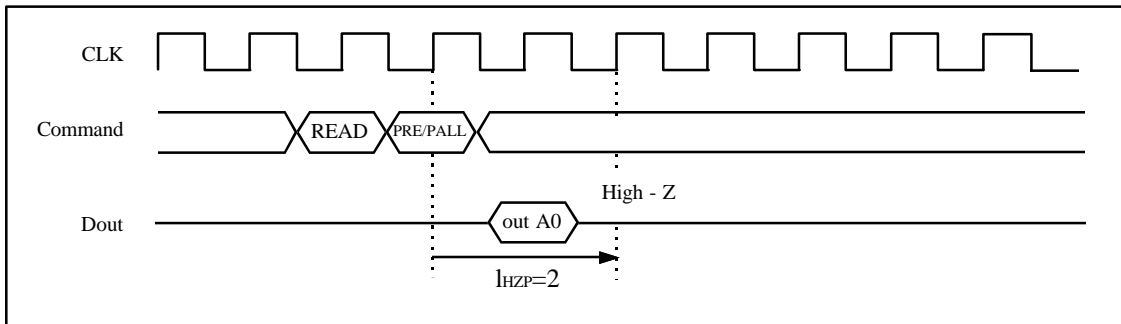 CLK
Command
READ
PRE/PALL
High - Z
Dout
out A0
lHZP=2